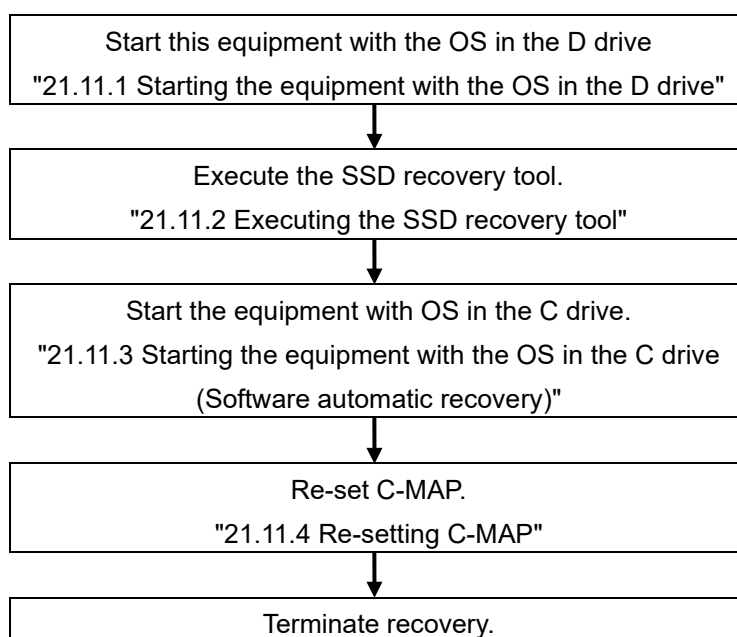 Start this equipment with the OS in the D drive
"21.11.1 Starting the equipment with the OS in the D drive"
Execute the SSD recovery tool.
"21.11.2 Executing the SSD recovery tool"
Start the equipment with OS in the C drive.
"21.11.3 Starting the equipment with the OS in the C drive
(Software automatic recovery)"
Re-set C-MAP.
"21.11.4 Re-setting C-MAP"
Terminate recovery.